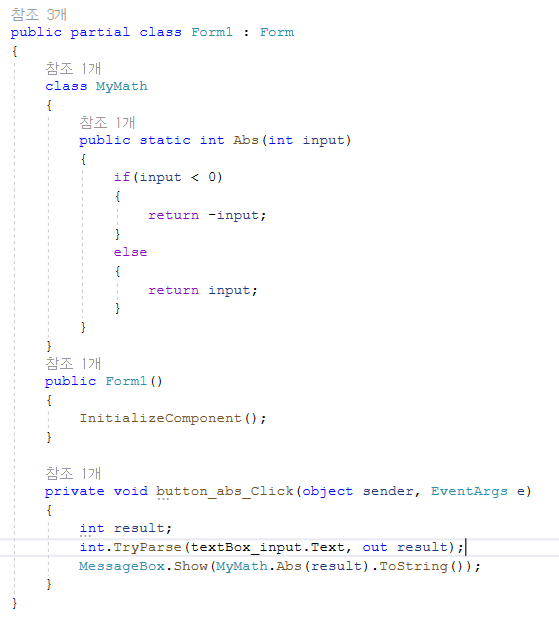 참조 3개
public partial class Form1 : Form
{
참조 1개
class MyMath
{
참조 1개
public static int Abs(int input)
{
if(input < 0)
{
return -input;
}
else
{
return input;
}
}
}
참조 1개
public Form1()
{
InitializeComponent();
}
참조 1개
private void button_abs_Click(object sender, EventArgs e)
{
int result;
int.TryParse(textBox_input.Text, out result);
MessageBox.Show(MyMath.Abs(result).ToString());
}
}